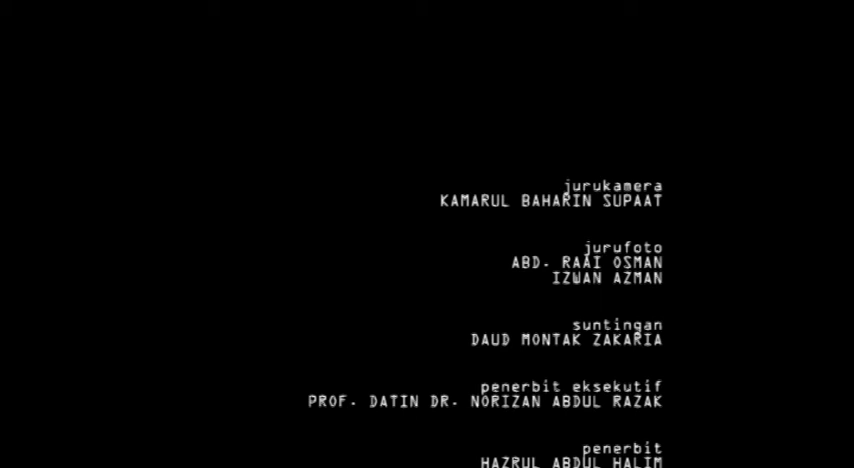 jurukamera
KAMARUL BAHARIN SUPAAT
jurufoto
ABD. RAAI OSMAN
IZWAN AZMAN
suntingan
DAUD MONTAK ZAKARIA
penerbit eksekutif
PROF. DATIN DR. NORIZAN ABDUL RAZAK
penerbit
HAZRUL ABDUL HALIM